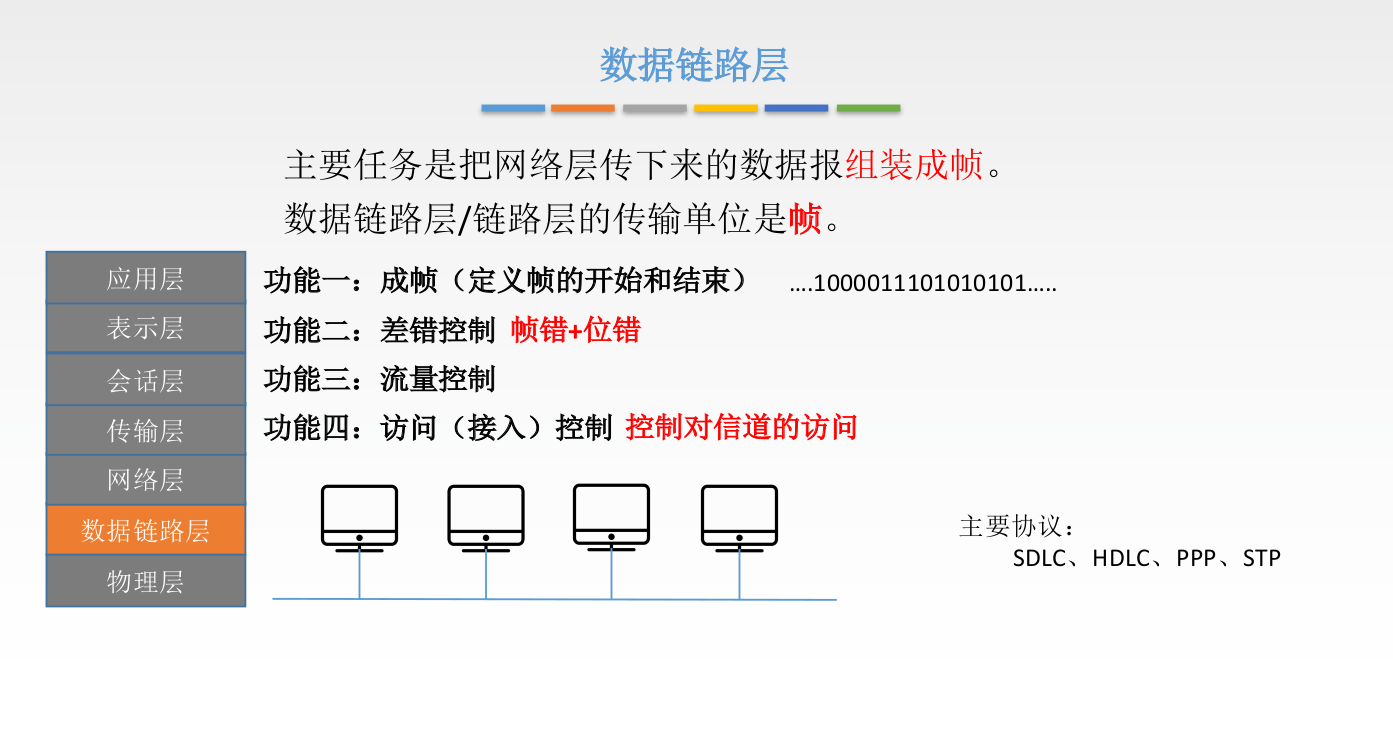 数据链路层
主要任务是把网络层传下来的数据报组装成帧。
数据链路层/链路层的传输单位是帧。
应用层
表示层
会话层
传输层
网络层
数据链路层
物理层
功能一：成帧（定义帧的开始和结束） ....1000011101010101.....
功能二：差错控制 帧错+位错
功能三：流量控制
功能四：访问（接入）控制 控制对信道的访问
主要协议：
SDLC、HDLC、PPP、STP